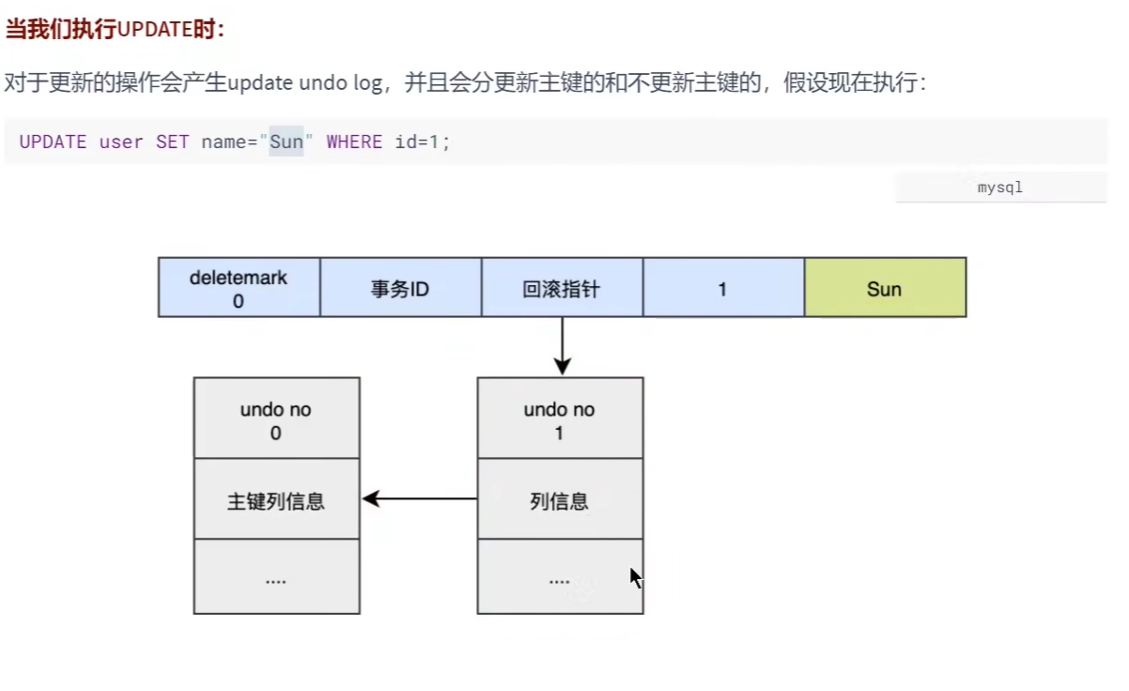 当我们执行UPDATE时：
对于更新的操作会产生update undo log，并且会分更新主键的和不更新主键的，假设现在执行：
UPDATE user SET name="Sun" WHERE id=1;
mysql
deletemark
0
事务ID
回滚指针
1
Sun
undo no
0
undo no
1
主键列信息
列信息
....
....